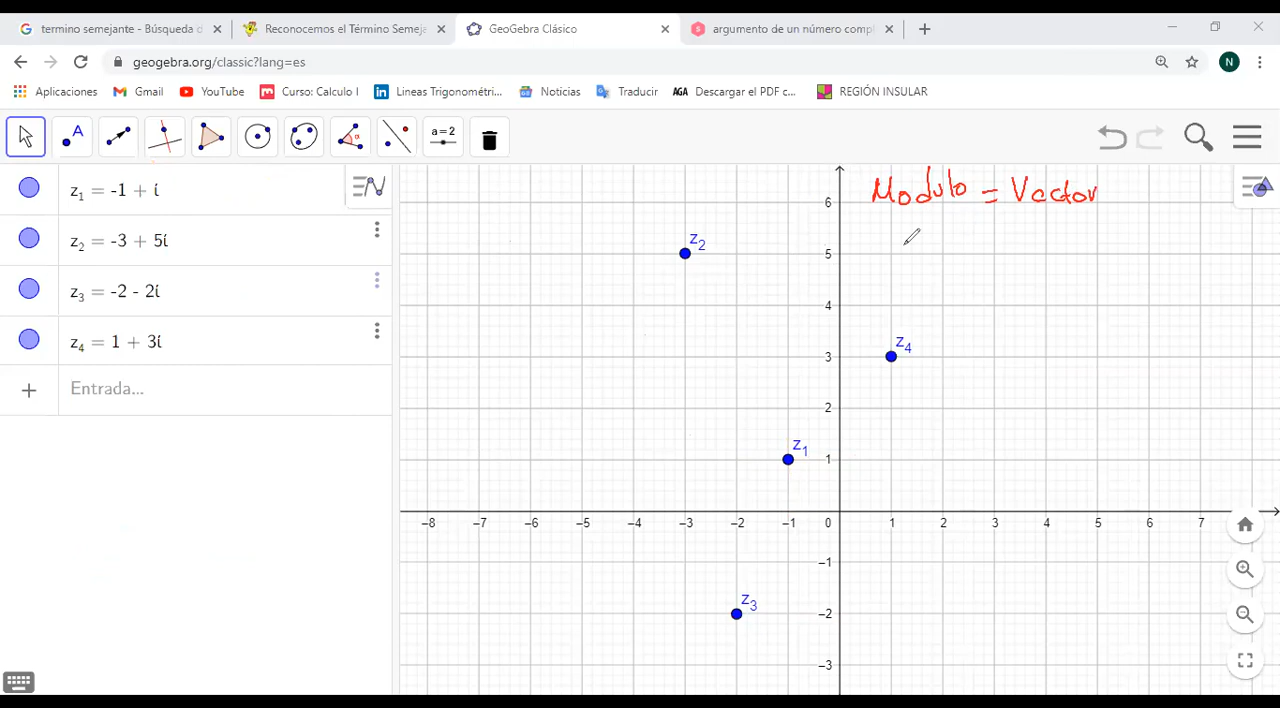 termino semejante - Búsqueda d
Reconocemos el Término Semeja
GeoGebra Clásico
argumento de un número compl
geogebra.org/classic?lang=es
N
Aplicaciones
Gmail
YouTube
Curso: Calculo I
Lineas Trigonométri...
Noticias
Traducir
AGA Descargar el PDF c...
REGIÓN INSULAR
A
a=2
z1 = -1 + i
z2 = -3 + 5i
z3 = -2 - 2i
z4 = 1 + 3i
+ Entrada...
Modulo = Vector
6
z2
5
4
z4
3
2
z1
1
-8 -7 -6 -5 -4 -3 -2 -1 0 1 2 3 4 5 6 7
-1
z3
-2
-3